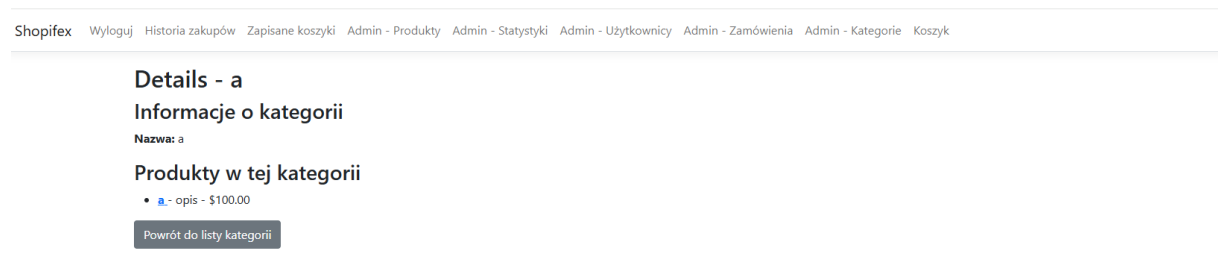 Shopifex Wyloguj Historia zakupów Zapisane koszyki Admin - Produkty Admin - Statystyki Admin - Użytkownicy Admin - Zamówienia Admin - Kategorie Koszyk
Details - a
Informacje o kategorii
Nazwa: a
Produkty w tej kategorii
• a - opis - $100.00
Powrót do listy kategorii